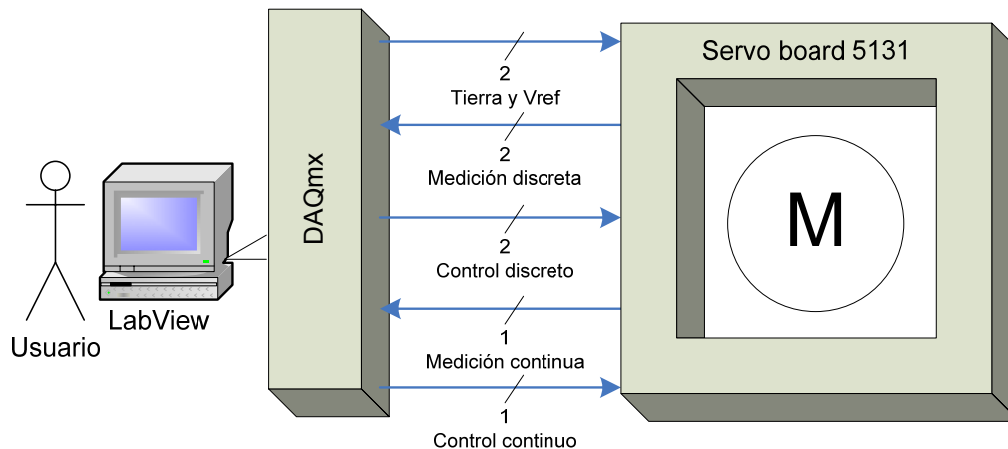 Servo board 5131
2
Tierra y Vref
2
Medición discreta
DAQmx
M
2
Control discreto
LabView
Usuario
1
Medición continua
1
Control continuo